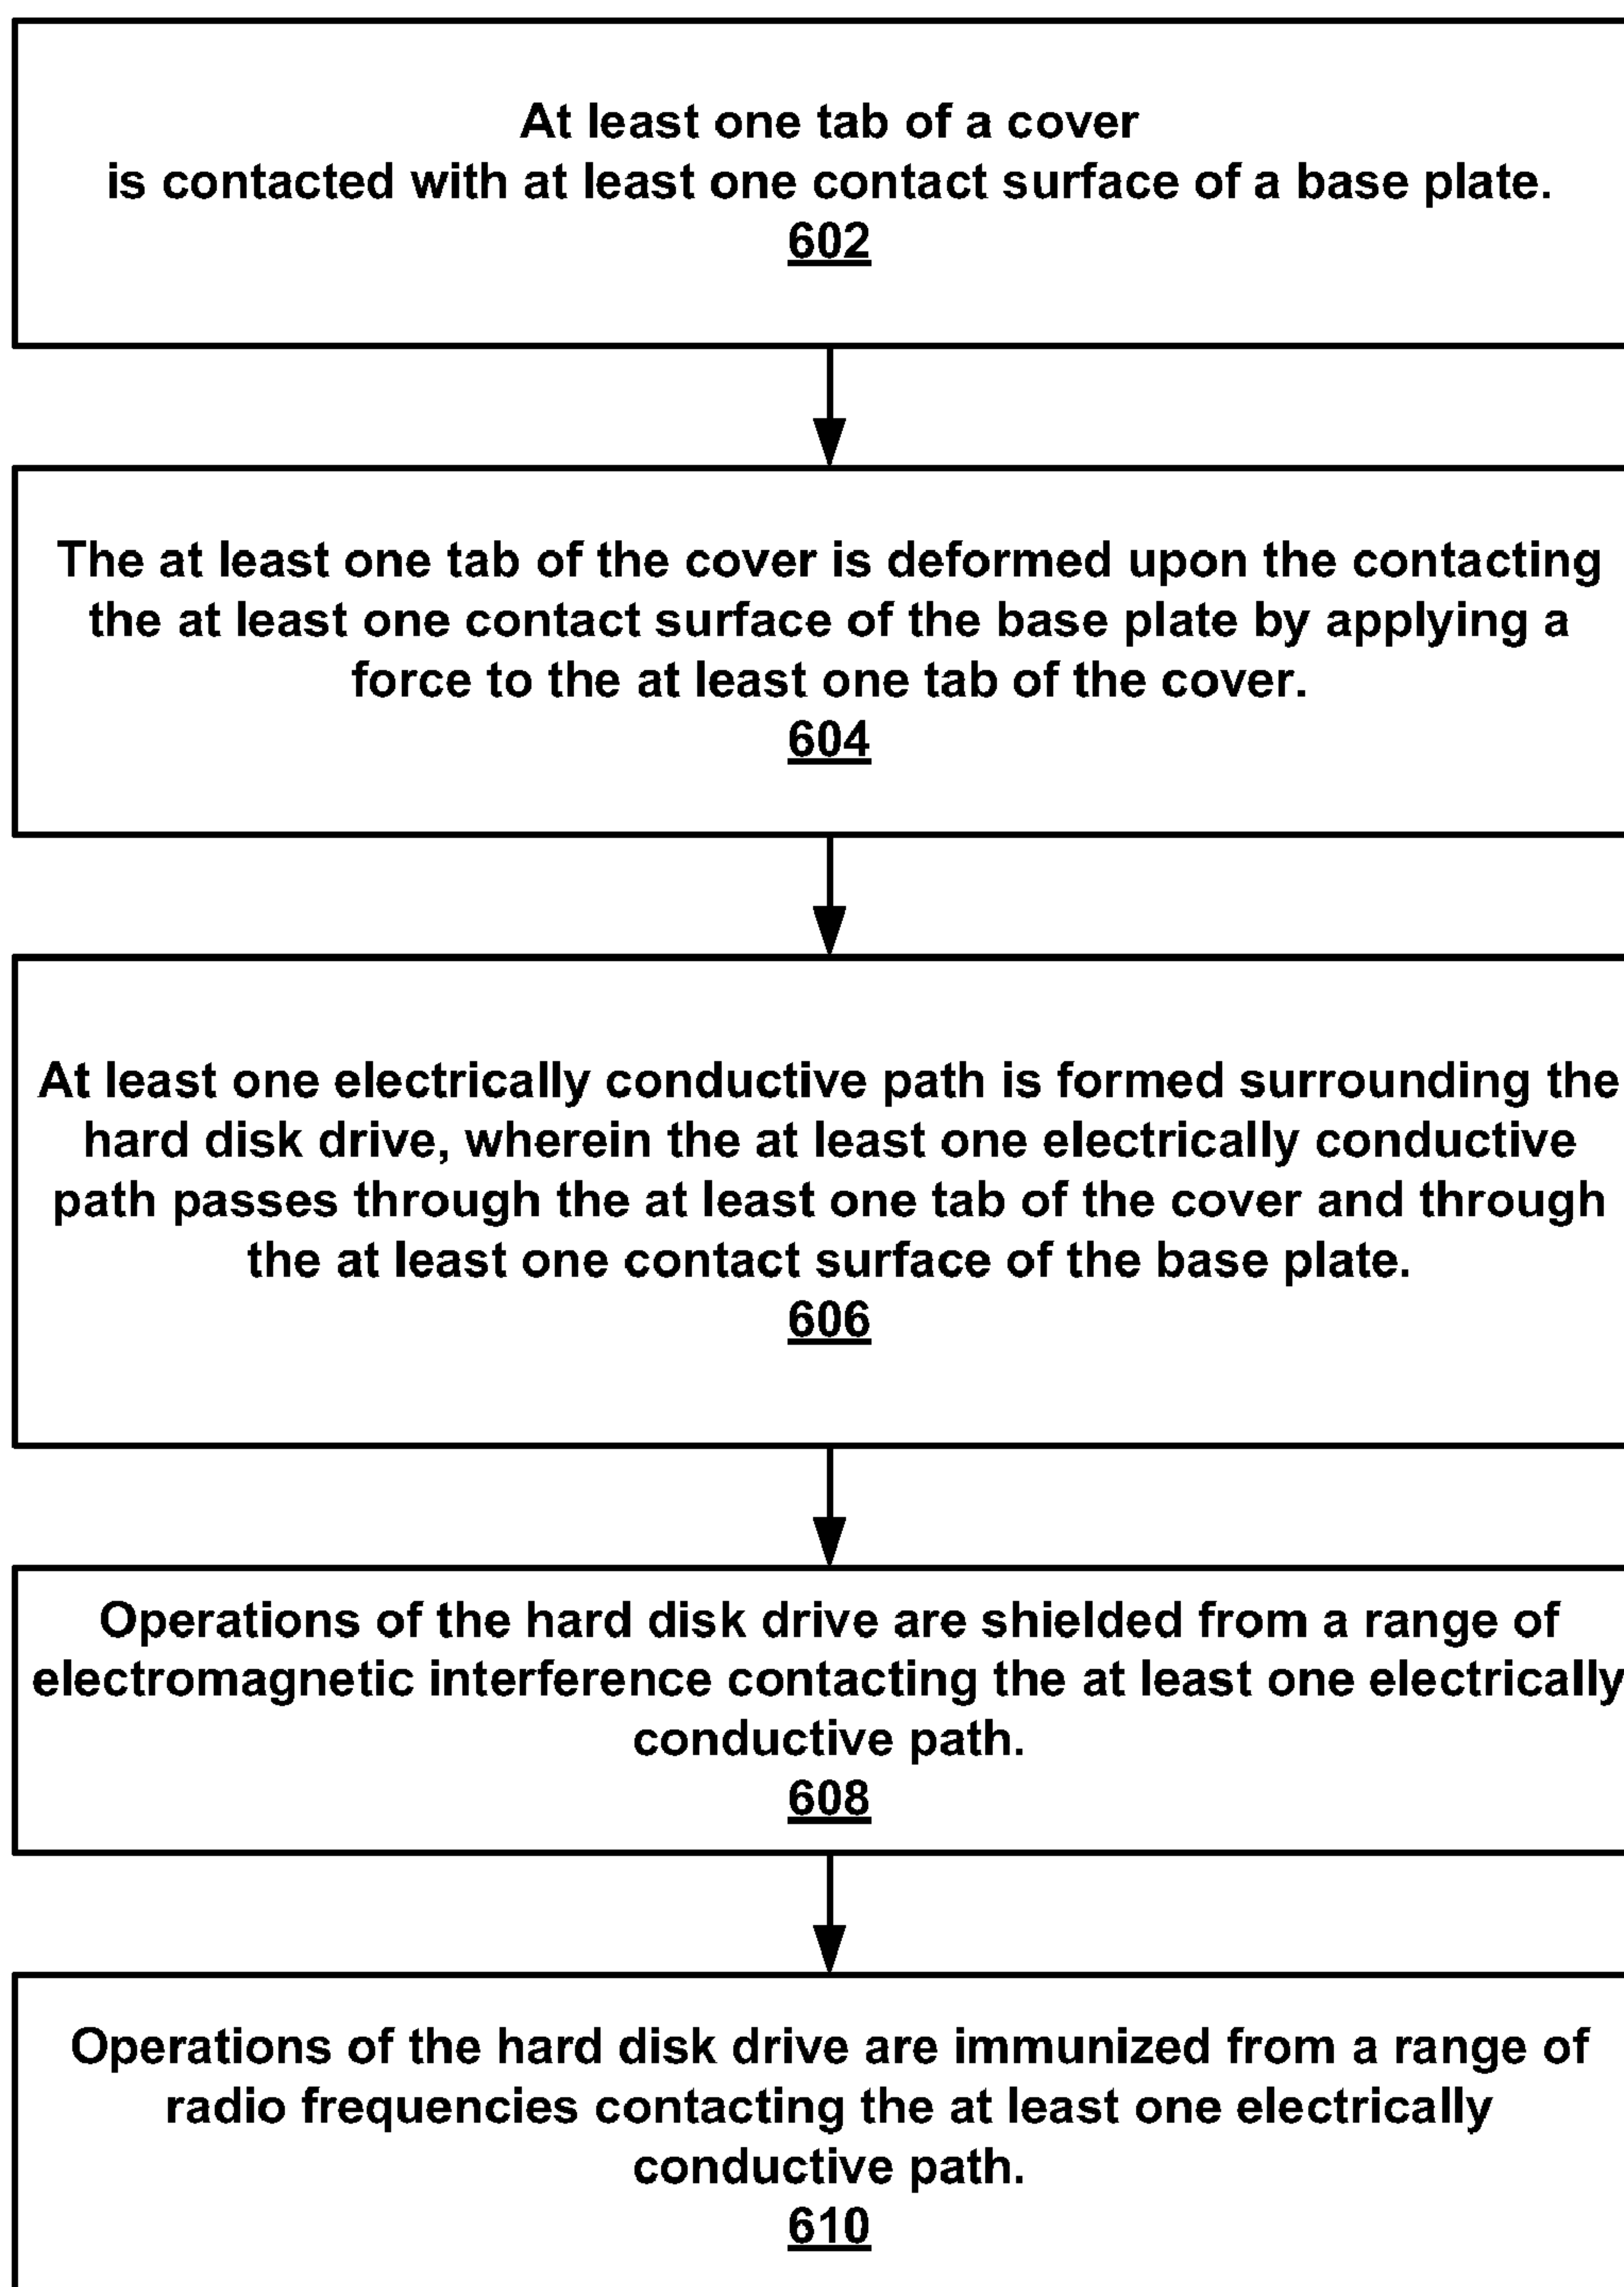 At least one tab of a cover
is contacted with at least one contact surface of a base plate.
602
The at least one tab of the cover is deformed upon the contacting
the at least one contact surface of the base plate by applying a
force to the at least one tab of the cover.
604
At least one electrically conductive path is formed surrounding the
hard disk drive, wherein the at least one electrically conductive
path passes through the at least one tab of the cover and through
the at least one contact surface of the base plate.
606
Operations of the hard disk drive are shielded from a range of
electromagnetic interference contacting the at least one electrically
conductive path.
608
Operations of the hard disk drive are immunized from a range of
radio frequencies contacting the at least one electrically
conductive path.
610